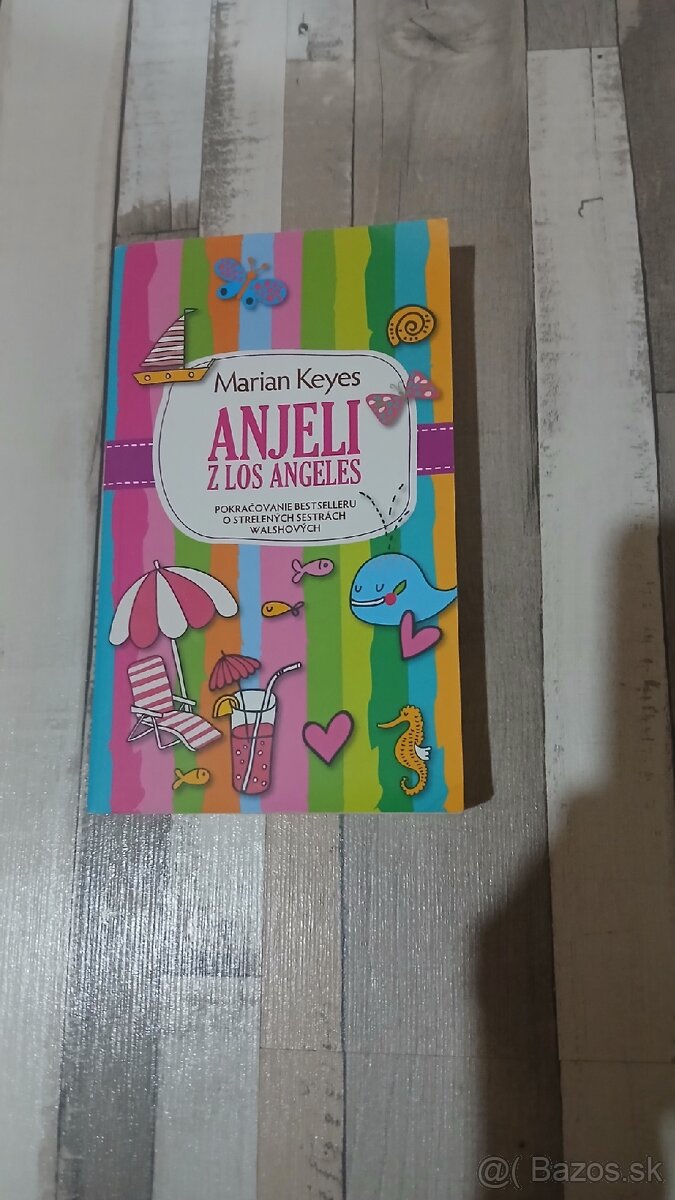 Marian Keyes
ANJELI
Z LOS ANGELES
POKRAČOVANIE BESTSELLERU
O STRELENÝCH SESTRÁCH
WALSHOVÝCH
@( Bazos.sk